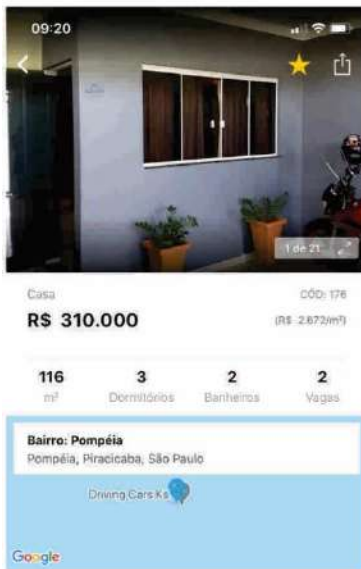 09:20
1 de 21
Casa
CÓD: 176
R$ 310.000
(R$ 2.672/m²)
116
3
2
2
m²
Dormitórios
Banheiros
Vagas
Bairro: Pompéia
Pompéia, Piracicaba, São Paulo
Driving Cars Ks
Google